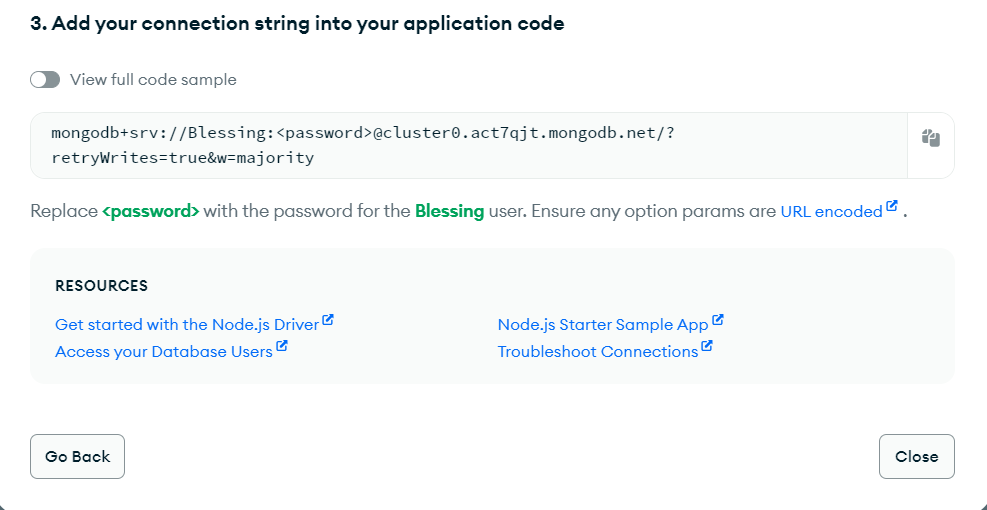 3. Add your connection string into your application code
View full code sample
mongodb+srv://Blessing:<password>@cluster0.act7qjt.mongodb.net/?
retryWrites=true&w=majority
Replace <password> with the password for the Blessing user. Ensure any option params are URL encoded .
RESOURCES
Get started with the Node.js Driver
Node.js Starter Sample App
Access your Database Users
Troubleshoot Connections
Go Back
Close